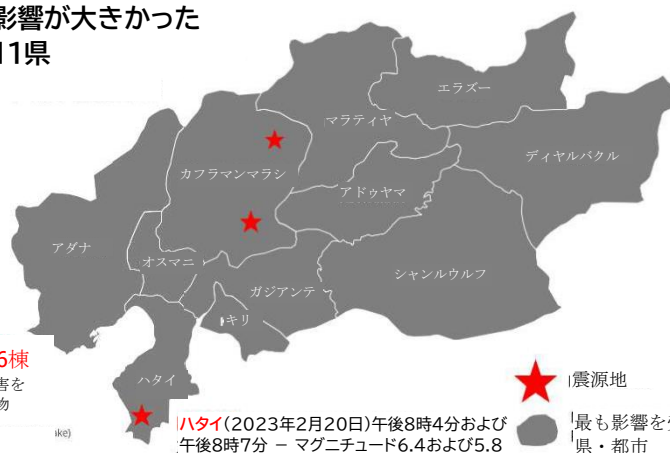 影響が大きかった
11県
エラズー
マラティヤ
ディヤルバクル
カフラマンマラシ
アドゥヤマ
アダナ
オスマニ
ガジアンテ
シャンルウルフ
キリ
ハタイ
6棟
害を
物
ake)
震源地
ハタイ(2023年2月20日)午後8時4分および
午後8時7分 – マグニチュード6.4および5.8
最も影響を
県・都市